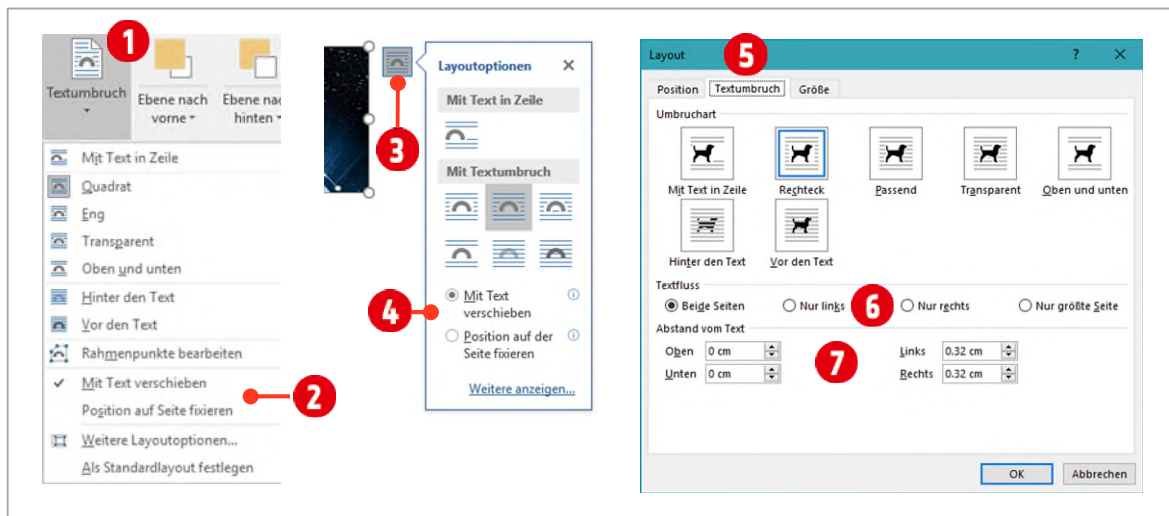 1
Textumbruch
Ebene nach
vorne
Ebene nac
hinten
Mit Text in Zeile
Quadrat
Eng
Transparent
Oben und unten
Hinter den Text
Vor den Text
Rahmenpunkte bearbeiten
✓ Mit Text verschieben
Position auf Seite fixieren
2
Weitere Layoutoptionen...
Als Standardlayout festlegen
3
Layoutoptionen ×
Mit Text in Zeile
Mit Textumbruch
4
Mit Text
verschieben
Position auf der
Seite fixieren
Weitere anzeigen...
Layout 5 ? ×
Position Textumbruch Größe
Umbruchart
Mit Text in Zeile Rechteck Passend Transparent Oben und unten
Hinter den Text Vor den Text
Textfluss
Beide Seiten Nur links 6 Nur rechts Nur größte Seite
Abstand vom Text
Oben 0 cm Links 0.32 cm
7
Unten 0 cm Rechts 0.32 cm
OK Abbrechen